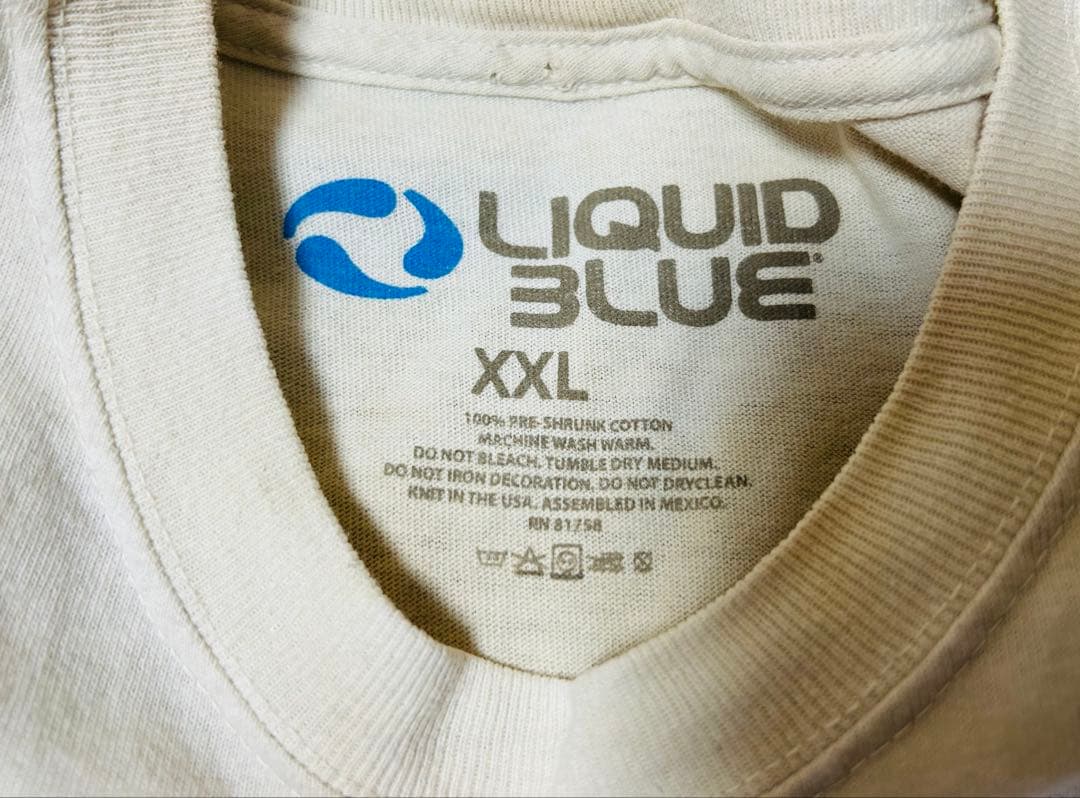 LIQUID
BLUE®
XXL
100% PRE-SHRUNK COTTON
MACHINE WASH WARM.
DO NOT BLEACH. TUMBLE DRY MEDIUM.
DO NOT IRON DECORATION. DO NOT DRYCLEAN.
KNIT IN THE USA. ASSEMBLED IN MEXICO.
RN 81758